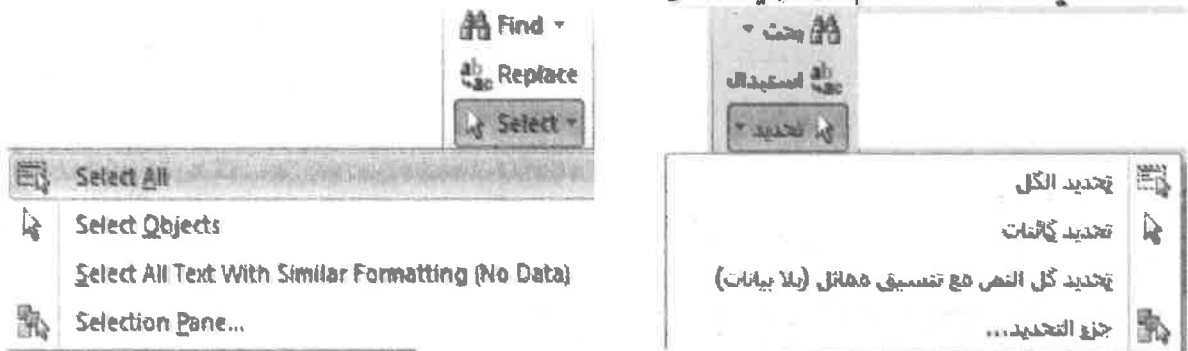 Find
Replace
Select
Select All
Select Objects
Select All Text With Similar Formatting (No Data)
Selection Pane...
بحث
استبدال
تحديد
تحديد الكل
تحديد كائنات
تحديد كل النص مع تنسيق مماثل (بلا بيانات)
جزء التحديد...